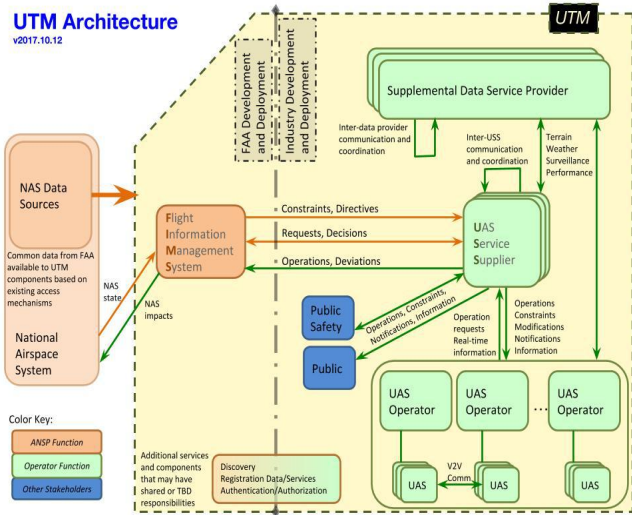 UTM Architecture
v2017.10.12
UTM
FAA Development
and Deployment
Industry Development
and Deployment
Supplemental Data Service Provider
Inter-data provider
communication and
coordination
Inter-USS
communication
and coordination
Terrain
Weather
Surveillance
Performance
NAS Data
Sources
Common data from FAA
available to UTM
components based on
existing access
mechanisms
National
Airspace
System
NAS
state
NAS
impacts
Flight
Information
Management
System
Constraints, Directives
Requests, Decisions
Operations, Deviations
UAS
Service
Supplier
Public
Safety
Public
Operations, Constraints,
Notifications, Information
Operation
requests
Real-time
information
Operations
Constraints
Modifications
Notifications
Information
UAS
Operator
UAS
Operator
...
UAS
Operator
UAS
V2V
Comm.
UAS
UAS
Color Key:
ANSP Function
Operator Function
Other Stakeholders
Additional services
and components
that may have
shared or TBD
responsibilities
Discovery
Registration Data/Services
Authentication/Authorization